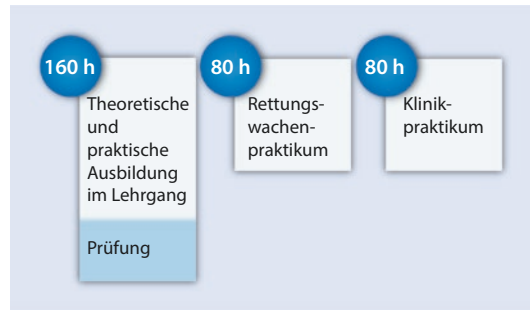 160 h
Theoretische
und
praktische
Ausbildung
im Lehrgang
Prüfung
80 h
Rettungs-
wachen-
praktikum
80 h
Klinik-
praktikum